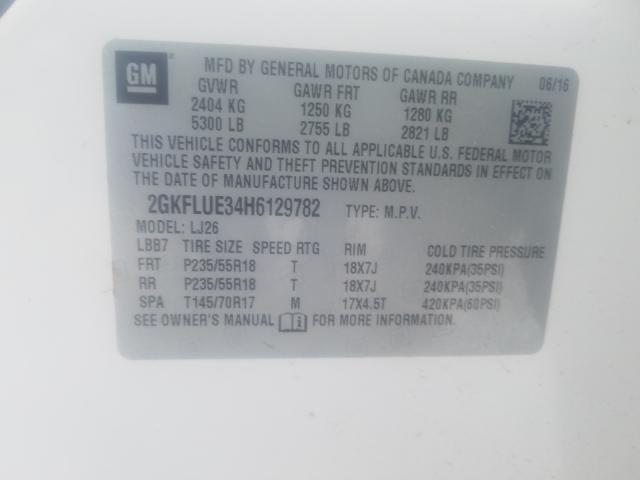 GM
MFD BY GENERAL MOTORS OF CANADA COMPANY 06/16
GVWR GAWR FRT GAWR RR
2404 KG 1250 KG 1280 KG
5300 LB 2755 LB 2821 LB
THIS VEHICLE CONFORMS TO ALL APPLICABLE U.S. FEDERAL MOTOR
VEHICLE SAFETY AND THEFT PREVENTION STANDARDS IN EFFECT ON
THE DATE OF MANUFACTURE SHOWN ABOVE.
2GKFLUE34H6129782 TYPE: M.P.V.
MODEL: LJ26
LBB7 TIRE SIZE SPEED RTG RIM COLD TIRE PRESSURE
FRT P235/55R18 T 18X7J 240KPA(35PSI)
RR P235/55R18 T 18X7J 240KPA(35PSI)
SPA T145/70R17 M 17X4.5T 420KPA(60PSI)
SEE OWNER'S MANUAL FOR MORE INFORMATION.